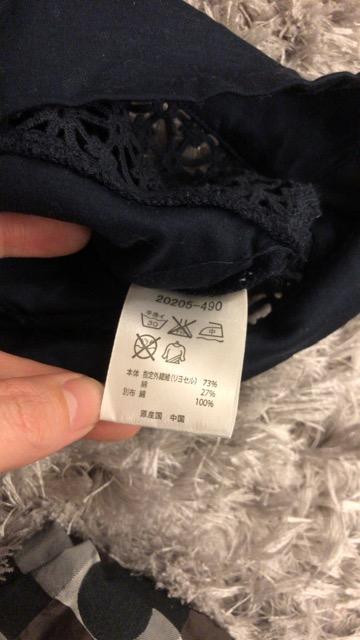 20205-490
手洗イ
30
中
本体 指定外繊維(リヨセル) 73%
綿 27%
別布 綿 100%
原産国 中国